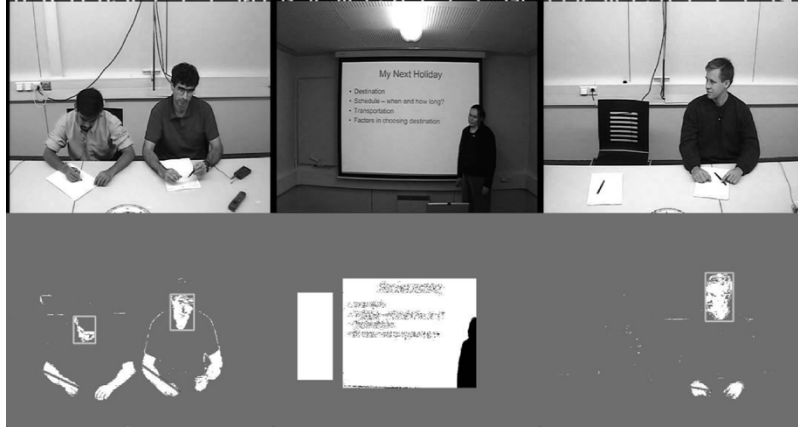 My Next Holiday
• Destination
• Schedule – when and how long?
• Transportation
• Factors in choosing destination